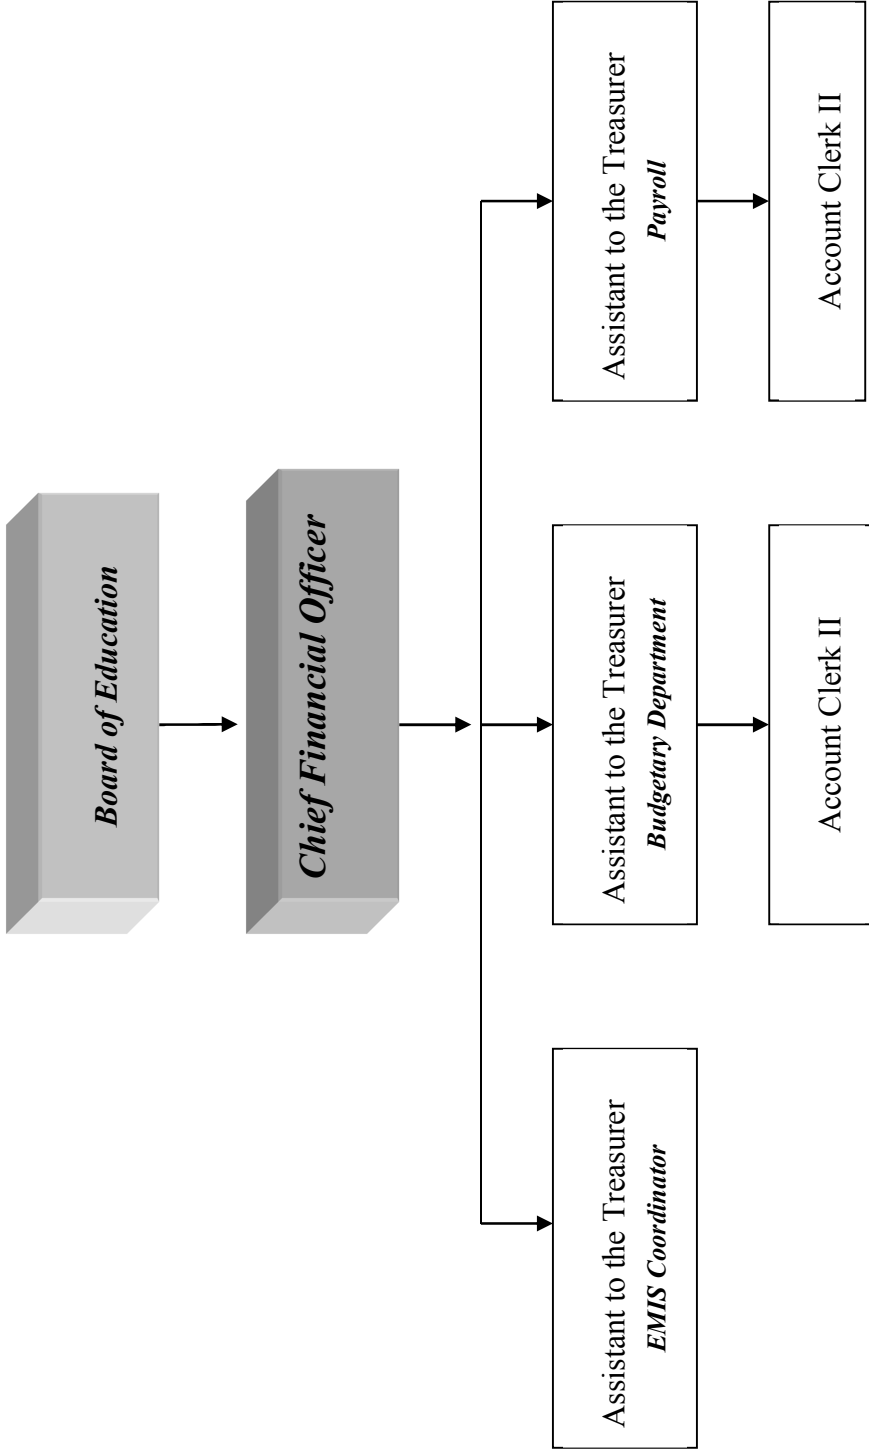 Board of Education
Chief Financial Officer
Assistant to the Treasurer
EMIS Coordinator
Assistant to the Treasurer
Budgetary Department
Assistant to the Treasurer
Payroll
Account Clerk II
Account Clerk II